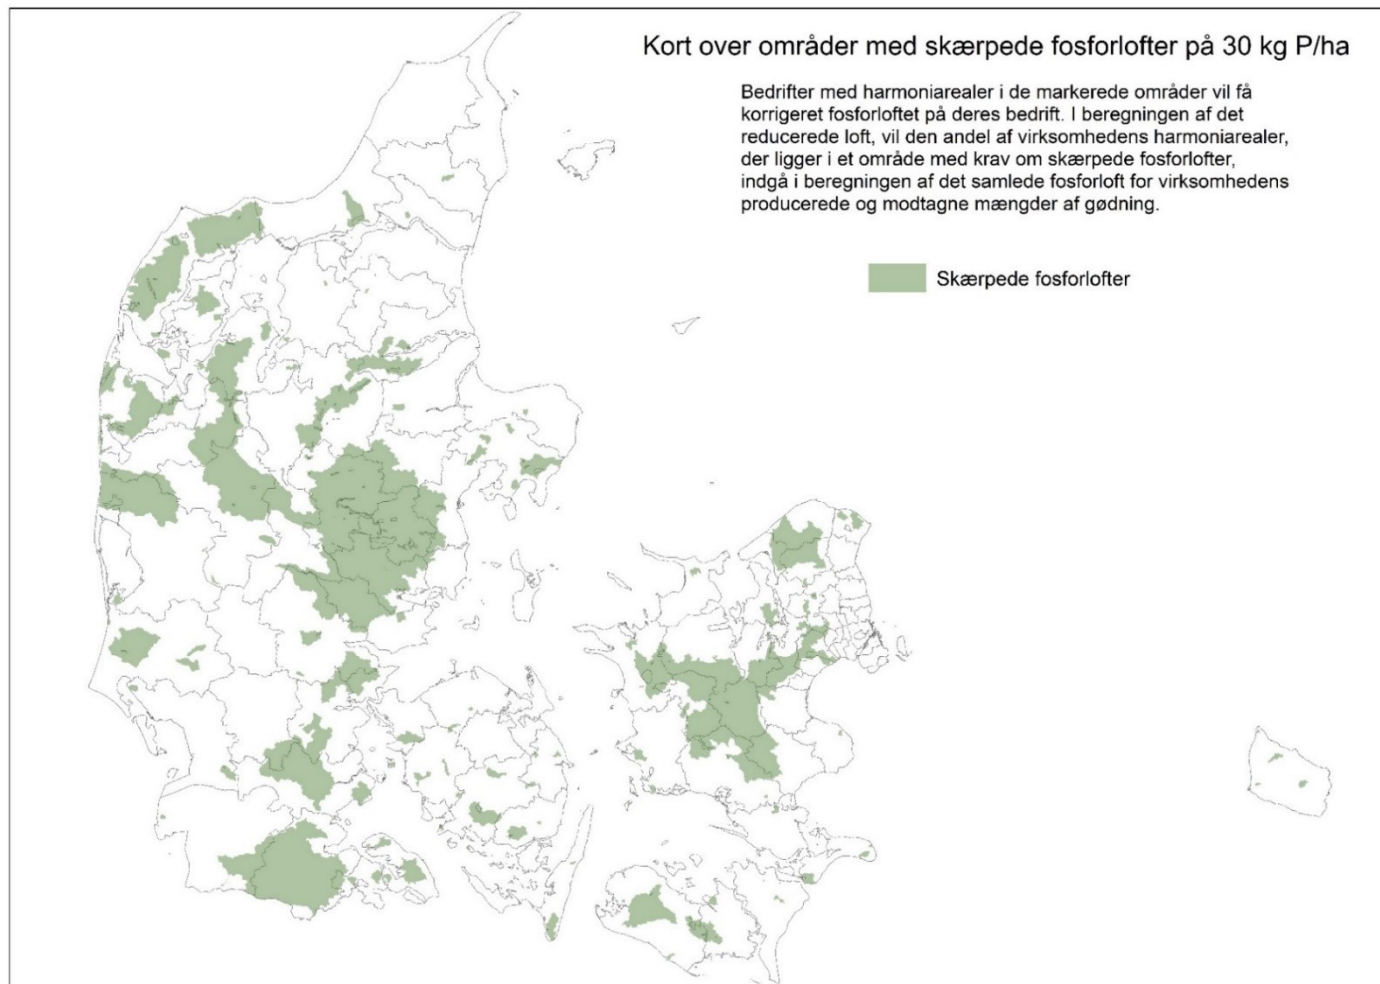 Kort over områder med skærpede fosforlofter på 30 kg P/ha
Bedrifter med harmoniarealer i de markerede områder vil få
korrigeret fosforloftet på deres bedrift. I beregningen af det
reducerede loft, vil den andel af virksomhedens harmoniarealer,
der ligger i et område med krav om skærpede fosforlofter,
indgå i beregningen af det samlede fosforloft for virksomhedens
producerede og modtagne mængder af gødning.
Skærpede fosforlofter